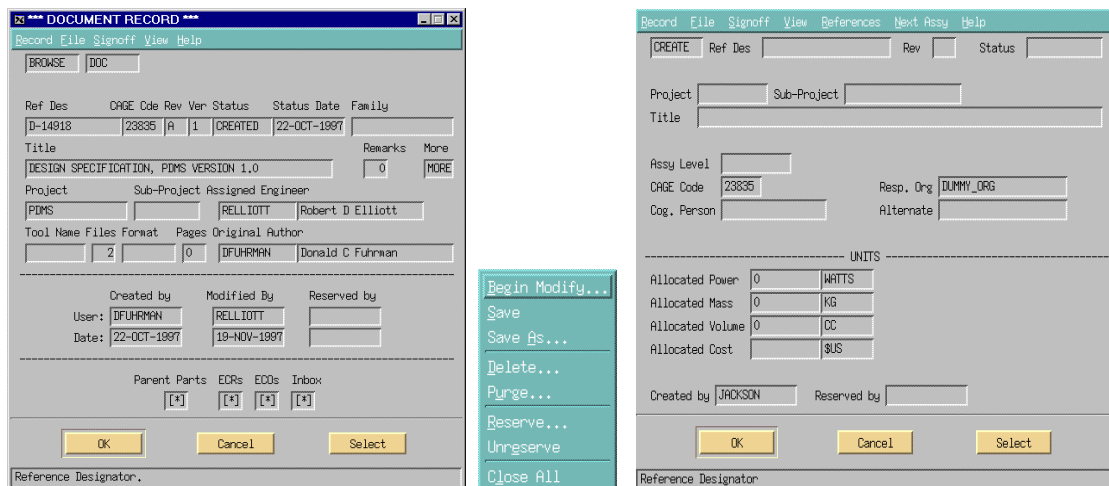 *** DOCUMENT RECORD ***
Record File Signoff View Help
BROWSE DOC
Ref Des CAGE Cde Rev Ver Status Status Date Family
D-14918 23835 A 1 CREATED 22-OCT-1997
Title Remarks More
DESIGN SPECIFICATION, PDMS VERSION 1.0 0 MORE
Project Sub-Project Assigned Engineer
PDMS RELLIOTT Robert D Elliott
Tool Name Files Format Pages Original Author
2 0 DFUHRMAN Donald C Fuhrman
Created by Modified By Reserved by
User: DFUHRMAN RELLIOTT
Date: 22-OCT-1997 19-NOV-1997
Parent Parts ECRs ECOs Inbox
[*] [*] [*] [*]
OK Cancel Select
Reference Designator.
Begin Modify...
Save
Save As...
Delete...
Purge...
Reserve...
Unreserve
Close All
Record File Signoff View References Next Assy Help
CREATE Ref Des Rev Status
Project Sub-Project
Title
Assy Level
CAGE Code 23835 Resp. Org DUMMY_ORG
Cog. Person Alternate
UNITS
Allocated Power 0 WATTS
Allocated Mass 0 KG
Allocated Volume 0 CC
Allocated Cost $US
Created by JACKSON Reserved by
OK Cancel Select
Reference Designator